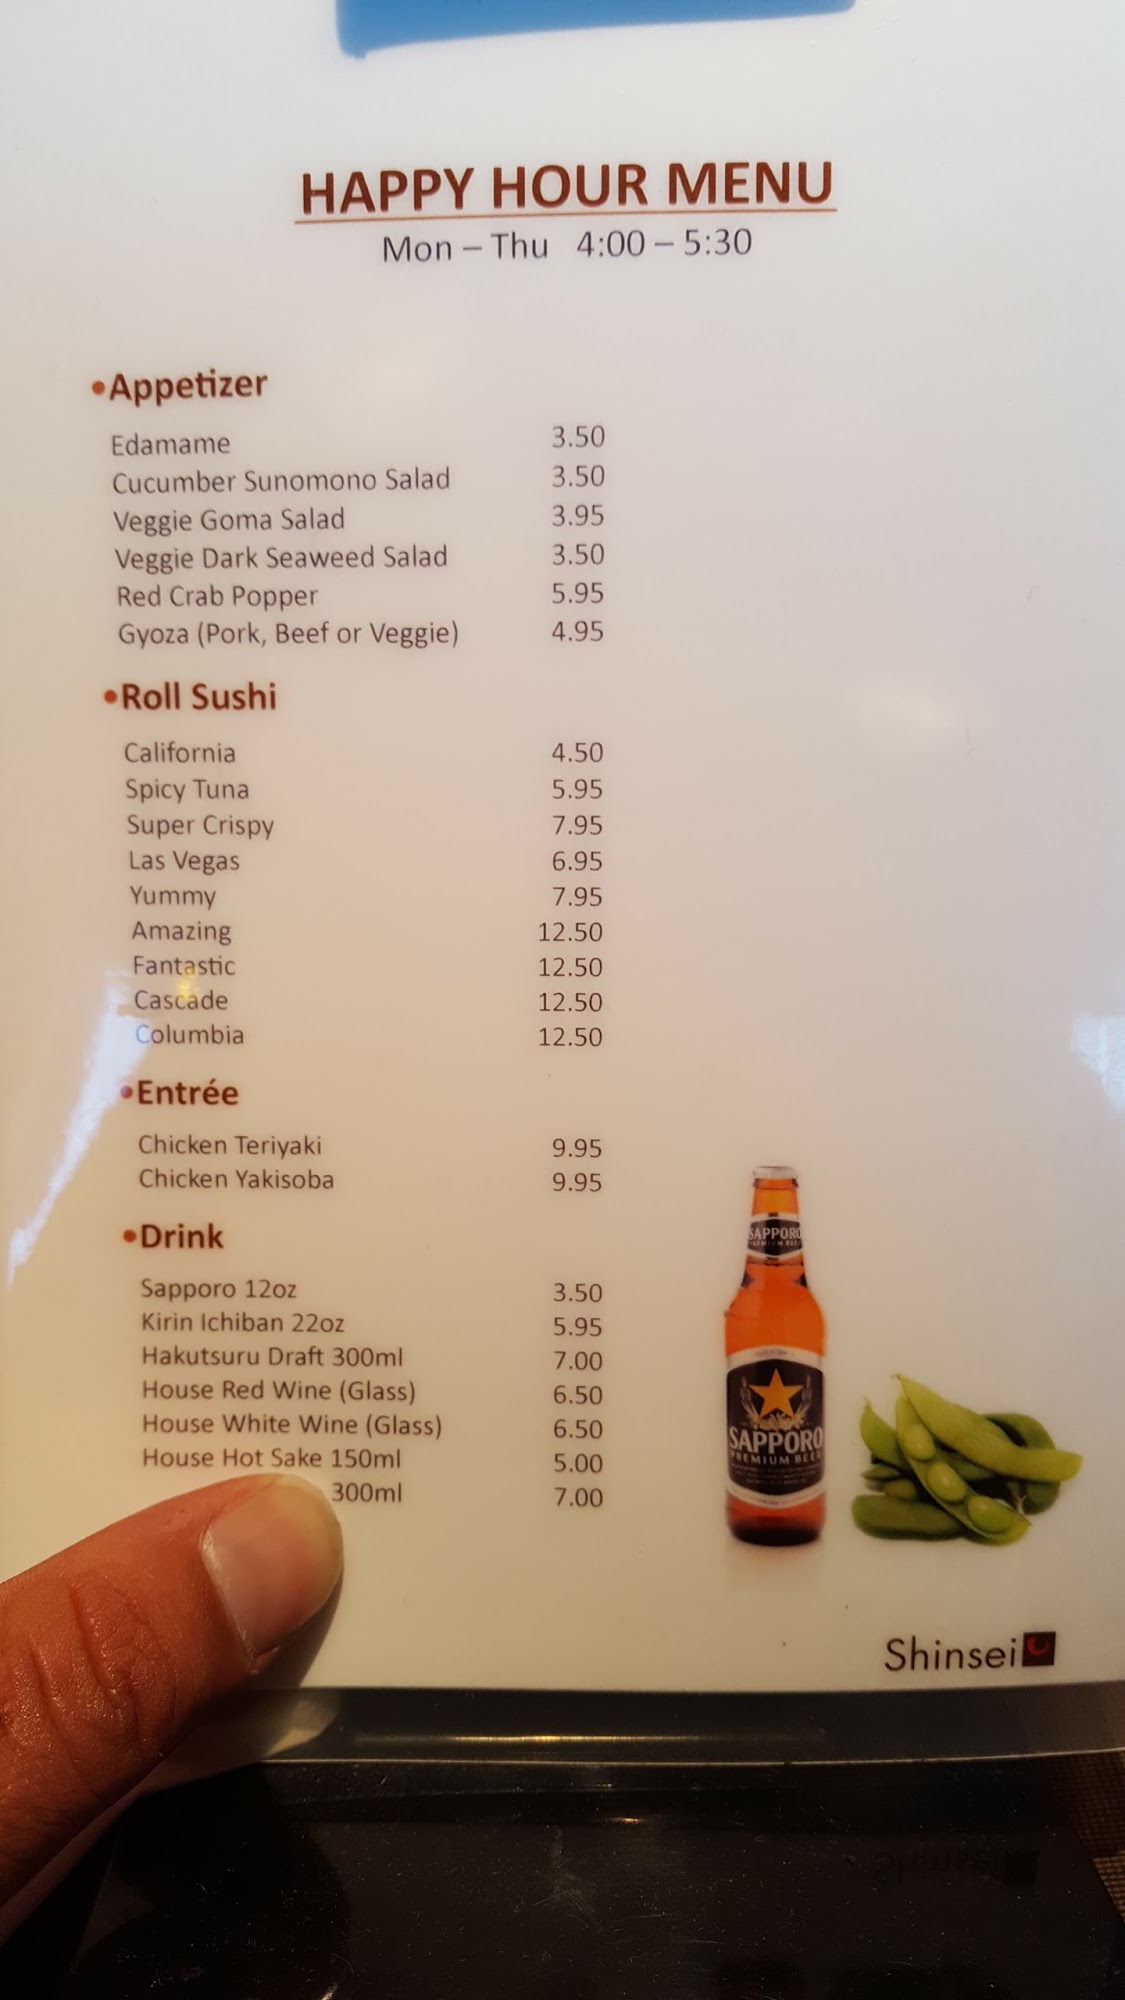 HAPPY HOUR MENU
Mon – Thu 4:00 – 5:30
•Appetizer
Edamame 3.50
Cucumber Sunomono Salad 3.50
Veggie Goma Salad 3.95
Veggie Dark Seaweed Salad 3.50
Red Crab Popper 5.95
Gyoza (Pork, Beef or Veggie) 4.95
•Roll Sushi
California 4.50
Spicy Tuna 5.95
Super Crispy 7.95
Las Vegas 6.95
Yummy 7.95
Amazing 12.50
Fantastic 12.50
Cascade 12.50
Columbia 12.50
•Entrée
Chicken Teriyaki 9.95
Chicken Yakisoba 9.95
•Drink
Sapporo 12oz 3.50
Kirin Ichiban 22oz 5.95
Hakutsuru Draft 300ml 7.00
House Red Wine (Glass) 6.50
House White Wine (Glass) 6.50
House Hot Sake 150ml 5.00
300ml 7.00
SAPPORO
PREMIUM BEER
SAPPORO
PREMIUM BEER
Shinsei